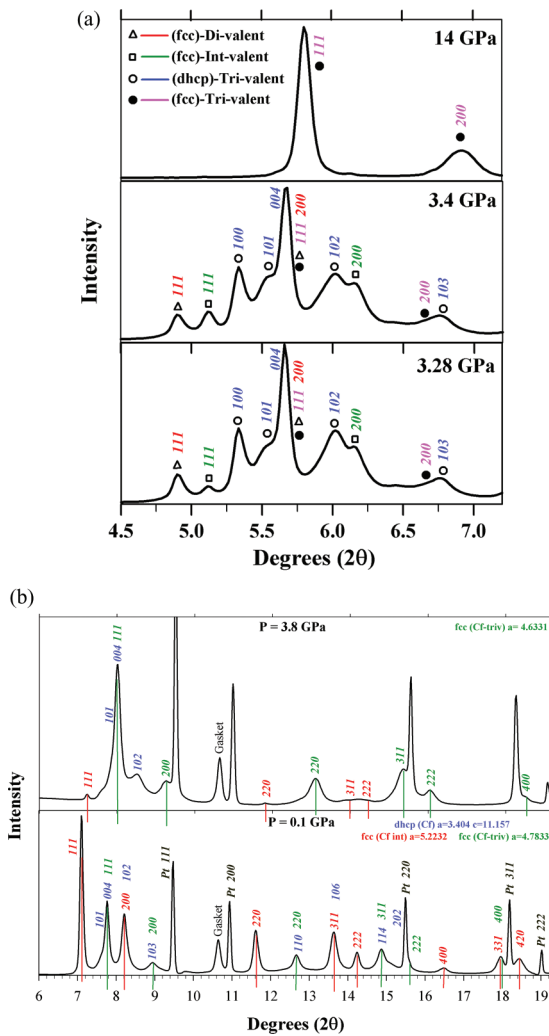 (a)
(fcc)-Di-valent
(fcc)-Int-valent
(dhcp)-Tri-valent
(fcc)-Tri-valent
111
200
14 GPa
3.4 GPa
111
111
100
101
004
111 200
102
200
200
103
3.28 GPa
111
111
100
101
004
111 200
102
200
200
103
Intensity
4.5 5.0 5.5 6.0 6.5 7.0
Degrees (2θ)
(b)
P = 3.8 GPa
fcc (Cf-triv) a= 4.6331
111
101
004 111
102
200
Gasket
220
220
311
222
311
222
400
P = 0.1 GPa
dhcp (Cf) a=3.404 c=11.157
fcc (Cf int) a=5.2232
fcc (Cf-triv) a=4.7833
111
101
004 111
200 102
103 200
Pt 111
Gasket
Pt 200
220
110 220
311 106
222
114 311
202
Pt 220
222
400
331 400
Pt 311
420
Pt 222
Intensity
6 7 8 9 10 11 12 13 14 15 16 17 18 19
Degrees (2θ)